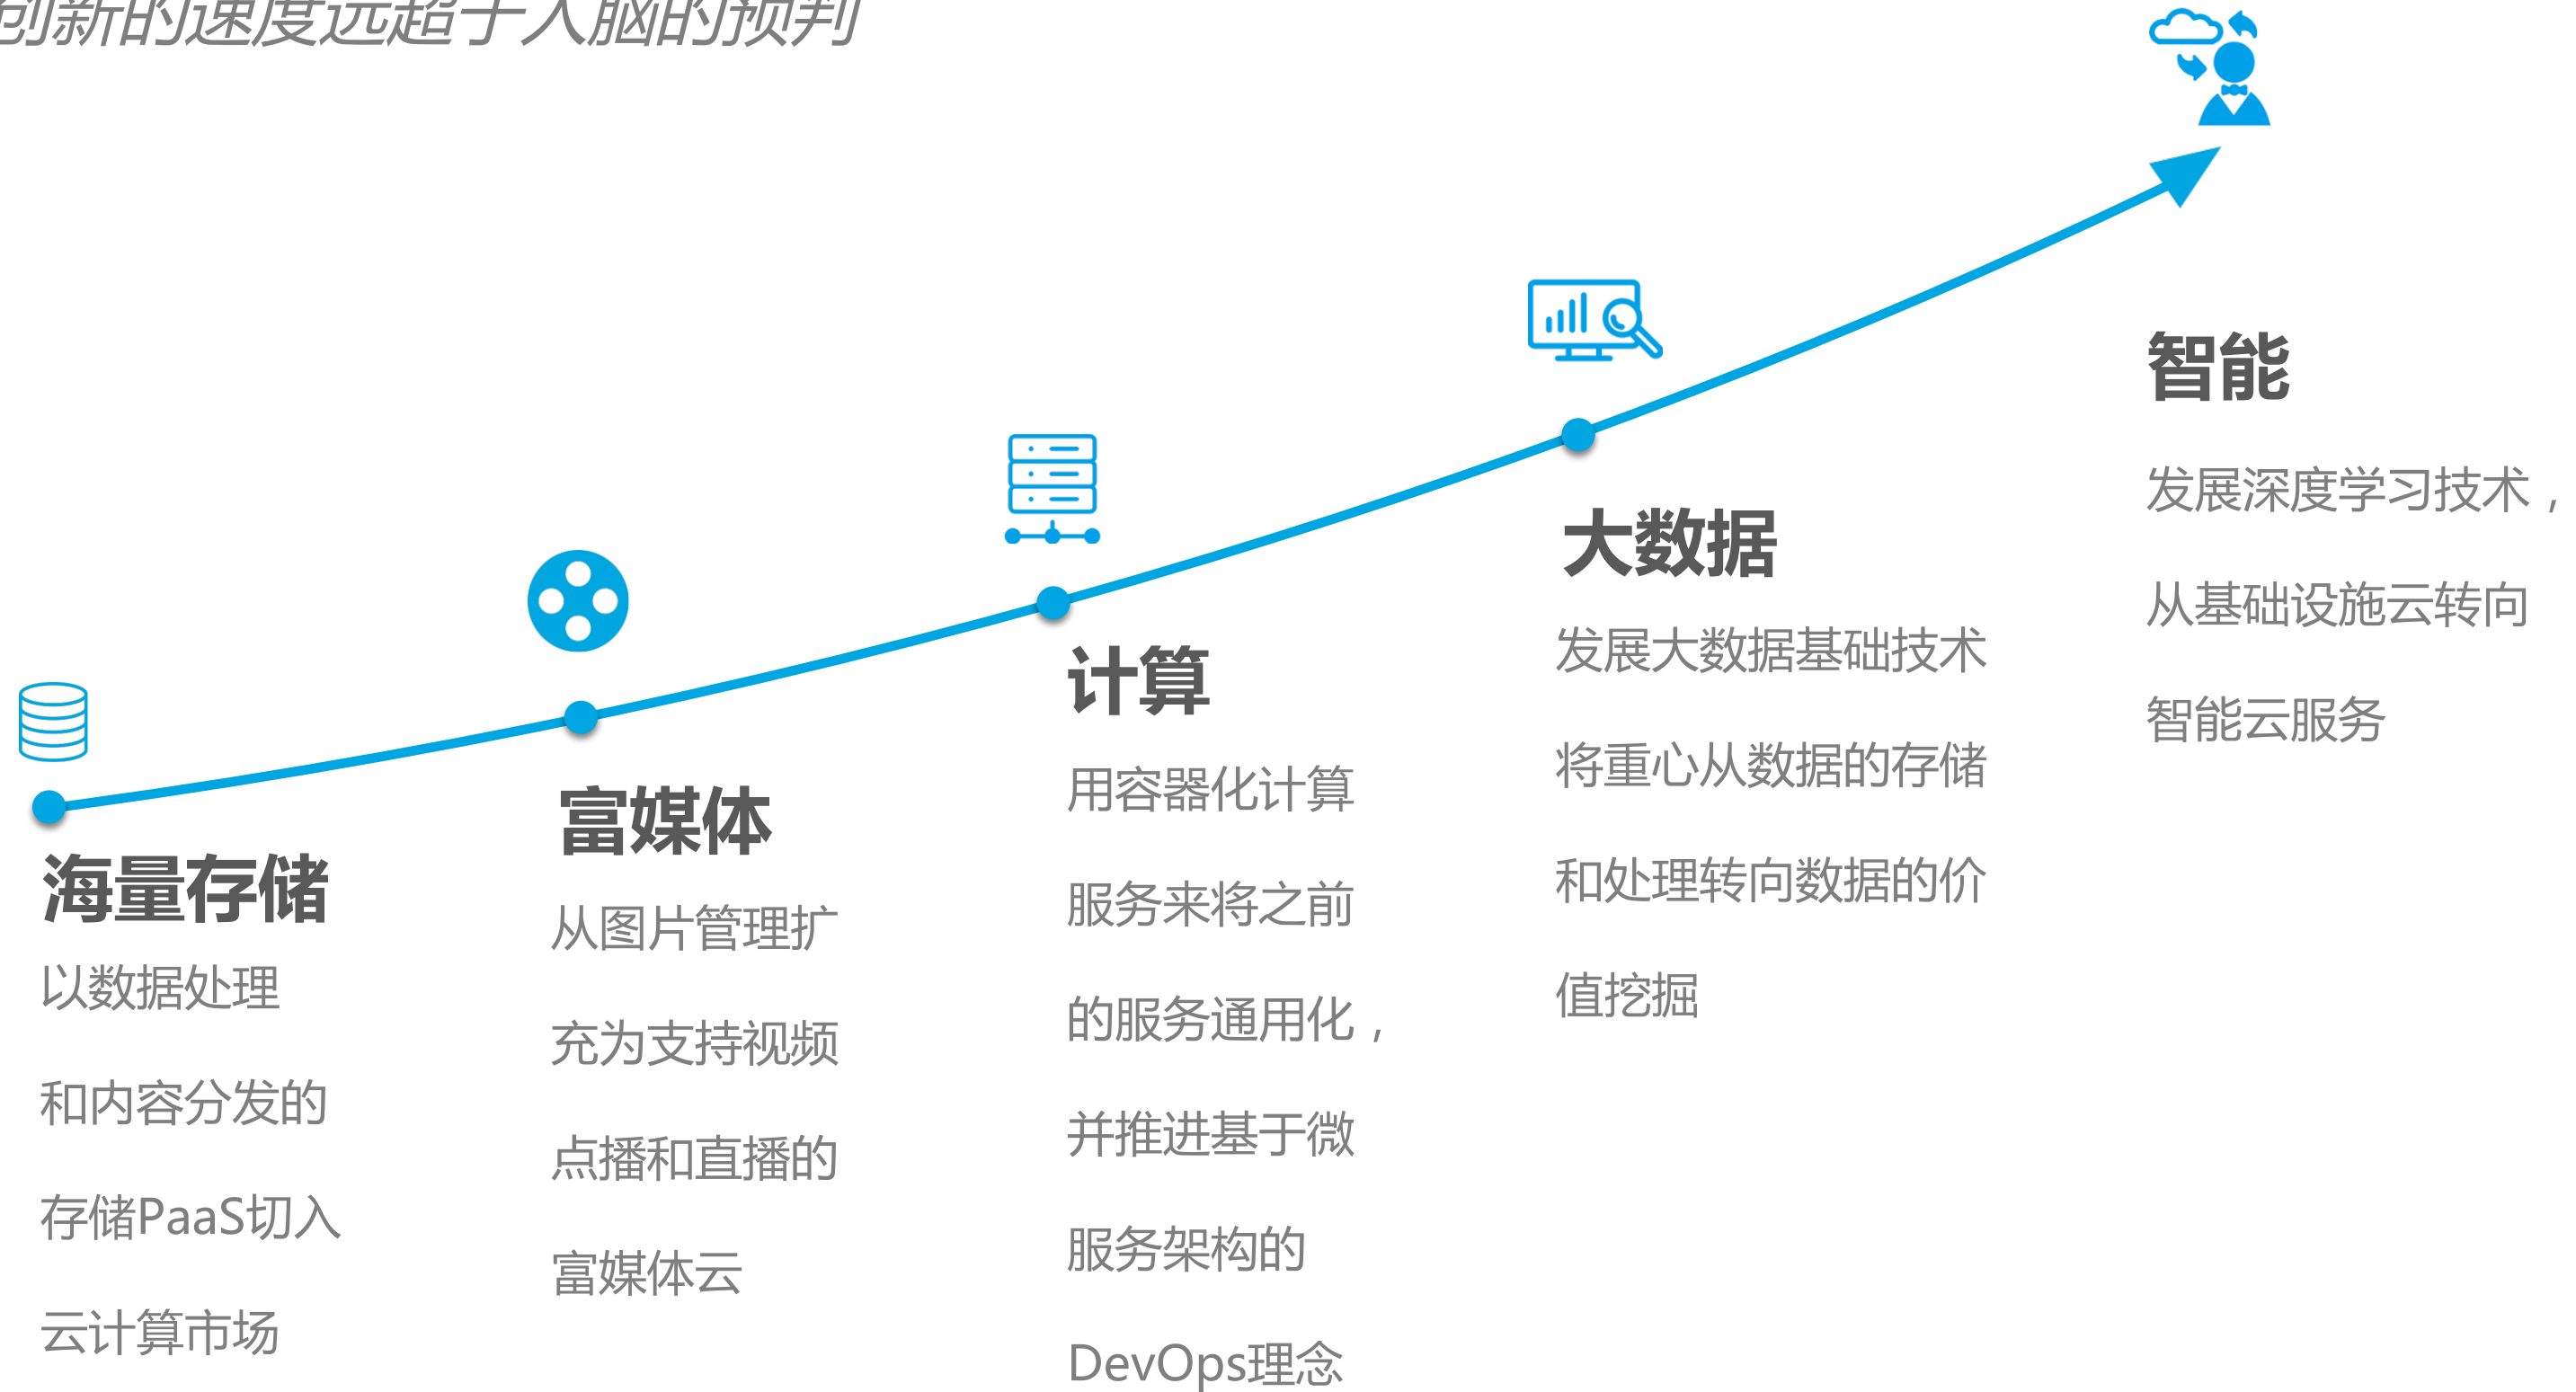 创新的速度远超于人脑的预判
海量存储
以数据处理
和内容分发的
存储PaaS切入
云计算市场
富媒体
从图片管理扩
充为支持视频
点播和直播的
富媒体云
计算
用容器化计算
服务来将之前
的服务通用化，
并推进基于微
服务架构的
DevOps理念
大数据
发展大数据基础技术
将重心从数据的存储
和处理转向数据的价
值挖掘
智能
发展深度学习技术，
从基础设施云转向
智能云服务